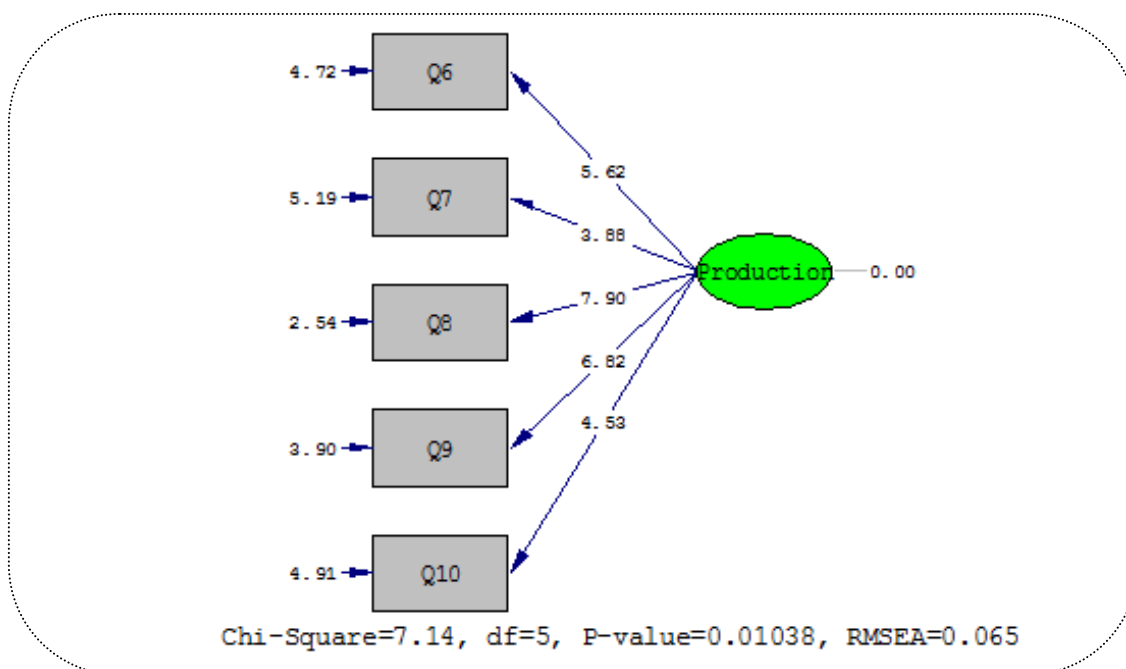 4.72 Q6
5.62
5.19 Q7
3.88
Production 0.00
7.90
2.54 Q8
6.82
4.53
3.90 Q9
4.91 Q10
Chi-Square=7.14, df=5, P-value=0.01038, RMSEA=0.065